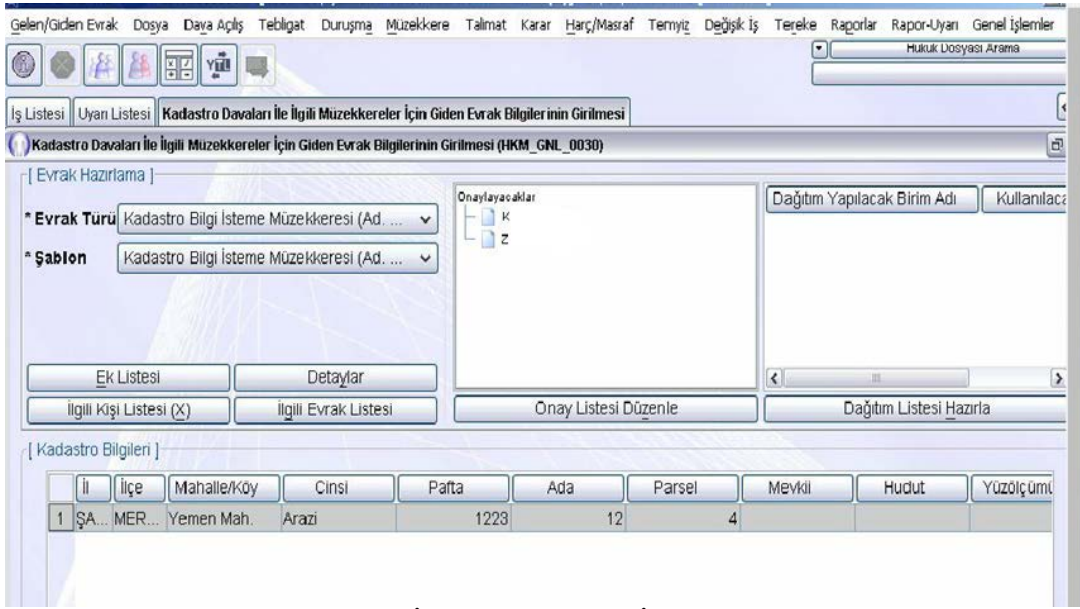 Gelen/Giden Evrak Dosya Dava Açılış Tebligat Duruşma Müzekkere Talimat Karar Harç/Masraf Temyiz Değişik İş Tereke Raporlar Rapor-Uyarı Genel İşlemler
Hukuk Dosyası Arama
İş Listesi Uyarı Listesi Kadastro Davaları İle İlgili Müzekkereler İçin Giden Evrak Bilgilerinin Girilmesi
Kadastro Davaları İle İlgili Müzekkereler İçin Giden Evrak Bilgilerinin Girilmesi (HKM_GNL_0030)
[ Evrak Hazırlama ]
* Evrak Türü Kadastro Bilgi İsteme Müzekkeresi (Ad. ...
* Şablon Kadastro Bilgi İsteme Müzekkeresi (Ad. ...
Ek Listesi Detaylar
İlgili Kişi Listesi (X) İlgili Evrak Listesi
Onaylayacaklar
K
Z
Onay Listesi Düzenle
Dağıtım Yapılacak Birim Adı Kullanılaca
Dağıtım Listesi Hazırla
[ Kadastro Bilgileri ]
İl İlçe Mahalle/Köy Cinsi Pafta Ada Parsel Mevkii Hudut Yüzölçümü
1 ŞA... MER... Yemen Mah. Arazi 1223 12 4